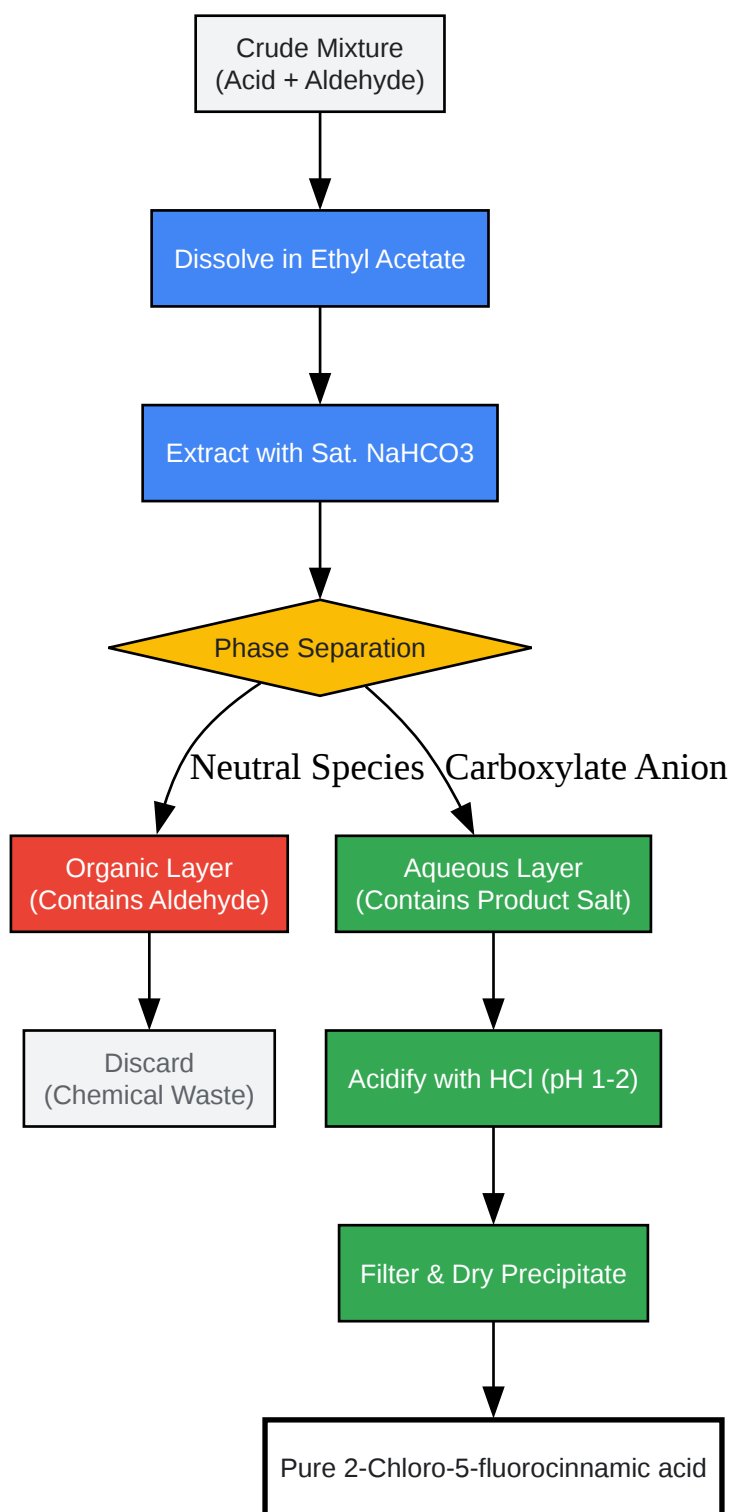 Crude Mixture
(Acid + Aldehyde)
Dissolve in Ethyl Acetate
Extract with Sat. NaHCO3
Phase Separation
Neutral Species
Carboxylate Anion
Organic Layer
(Contains Aldehyde)
Aqueous Layer
(Contains Product Salt)
Discard
(Chemical Waste)
Acidify with HCl (pH 1-2)
Filter & Dry Precipitate
Pure 2-Chloro-5-fluorocinnamic acid